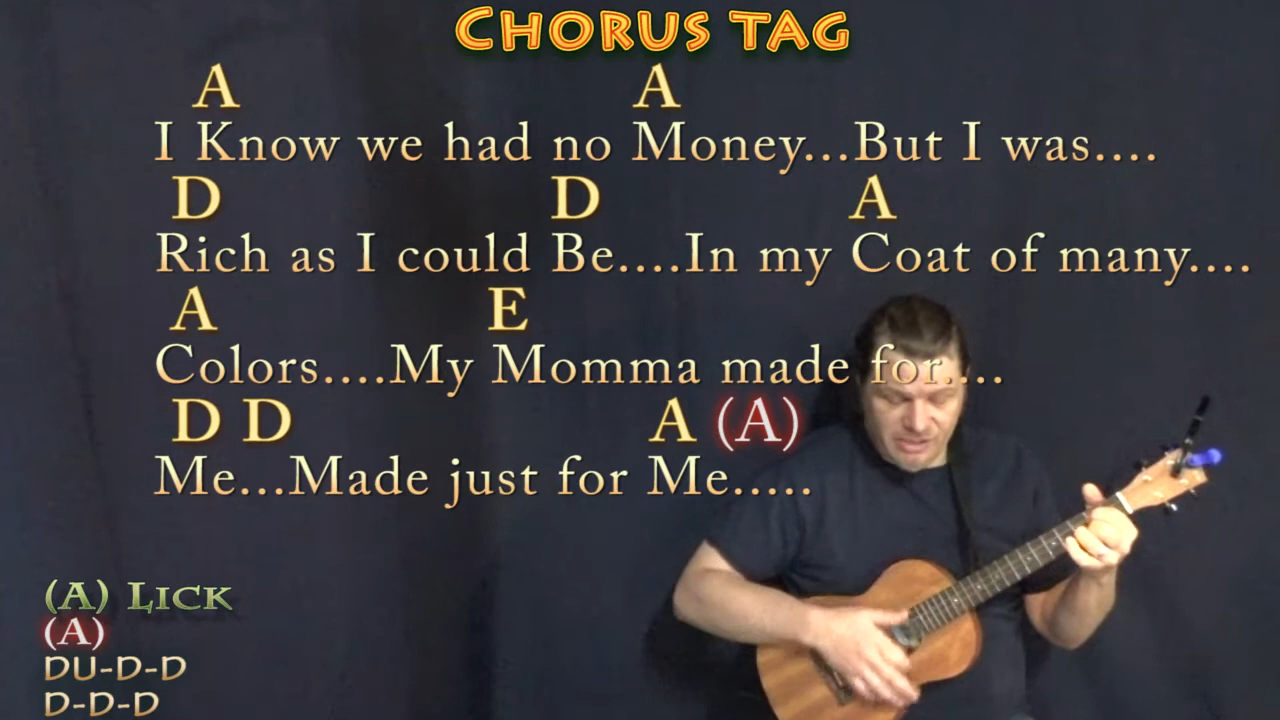 CHORUS TAG
A A
I Know we had no Money...But I was....
D D A
Rich as I could Be....In my Coat of many....
A E
Colors....My Momma made for....
D D A (A)
Me...Made just for Me.....
(A) LICK
(A)
DU-D-D
D-D-D